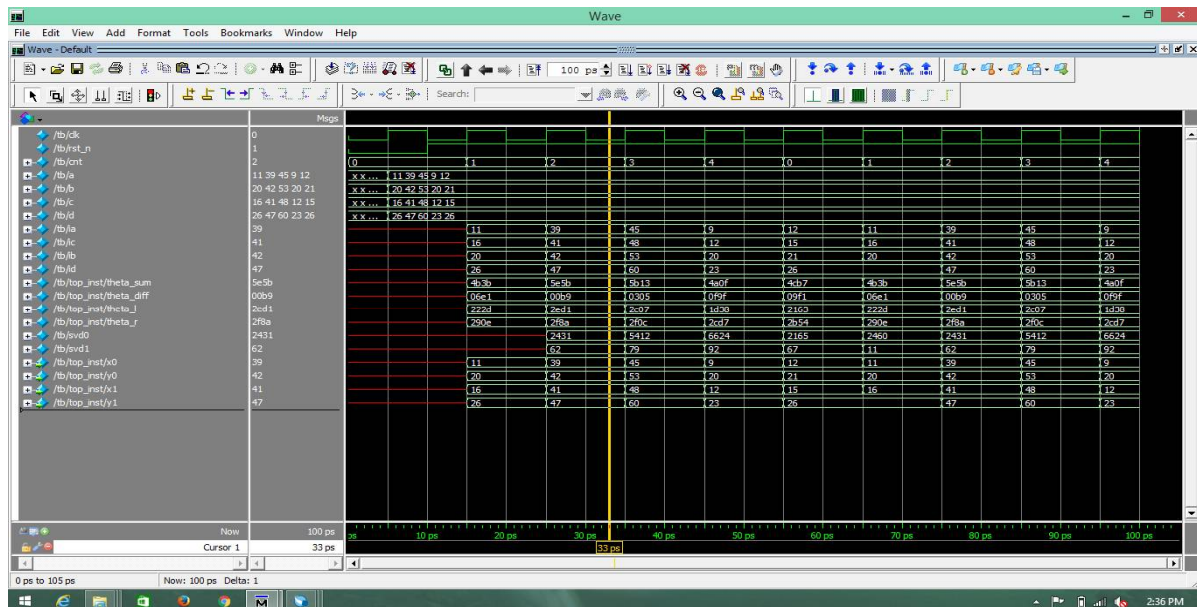 Wave
File Edit View Add Format Tools Bookmarks Window Help
Wave - Default
100 ps
Search:
Msgs
/tb/clk 0
/tb/rst_n 1
/tb/cnt 2 0 1 2 3 4 0 1 2 3 4
/tb/a 11 39 45 9 12 x x ... 11 39 45 9 12
/tb/b 20 42 53 20 21 x x ... 20 42 53 20 21
/tb/c 16 41 48 12 15 x x ... 16 41 48 12 15
/tb/d 26 47 60 23 26 x x ... 26 47 60 23 26
/tb/ia 39 11 39 45 9 12 11 39 45 9
/tb/ic 41 16 41 48 12 15 16 41 48 12
/tb/ib 42 20 42 53 20 21 20 42 53 20
/tb/id 47 26 47 60 23 26 47 60 23
/tb/top_inst/theta_sum 5e5b 4b3b 5e5b 5b13 4a0f 4cb7 4b3b 5e5b 5b13 4a0f
/tb/top_inst/theta_diff 00b9 06e1 00b9 0305 0f9f 09f1 06e1 00b9 0305 0f9f
/tb/top_inst/theta_l 2ed1 222d 2ed1 2c07 1d38 2163 222d 2ed1 2c07 1d38
/tb/top_inst/theta_r 2f8a 290e 2f8a 2f0c 2cd7 2b54 290e 2f8a 2f0c 2cd7
/tb/svd0 2431 2431 5412 6624 2165 2460 2431 5412 6624
/tb/svd1 62 62 79 92 67 11 62 79 92
/tb/top_inst/x0 39 11 39 45 9 12 11 39 45 9
/tb/top_inst/y0 42 20 42 53 20 21 20 42 53 20
/tb/top_inst/x1 41 16 41 48 12 15 16 41 48 12
/tb/top_inst/y1 47 26 47 60 23 26 47 60 23
Now 100 ps ps 10 ps 20 ps 30 ps 40 ps 50 ps 60 ps 70 ps 80 ps 90 ps 100 ps
Cursor 1 33 ps 33 ps
0 ps to 105 ps Now: 100 ps Delta: 1
2:36 PM